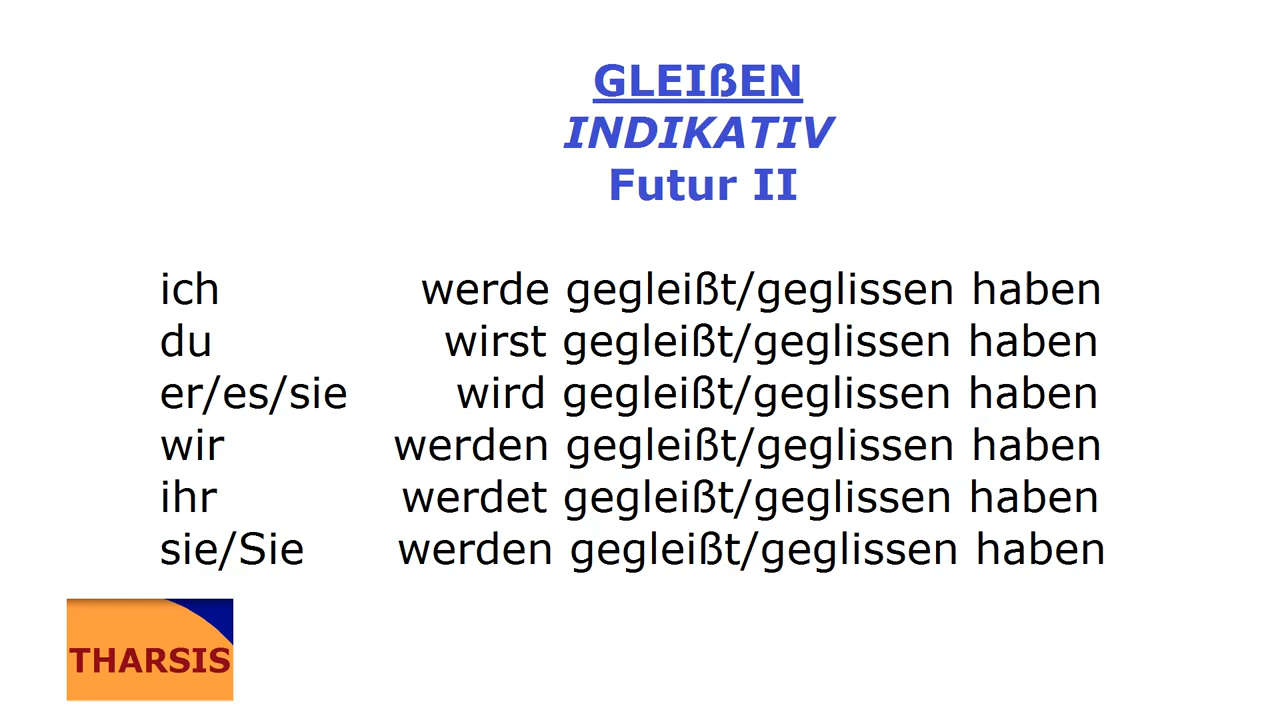 GLEIßEN
INDIKATIV
Futur II
ich werde gegleißt/geglissen haben
du wirst gegleißt/geglissen haben
er/es/sie wird gegleißt/geglissen haben
wir werden gegleißt/geglissen haben
ihr werdet gegleißt/geglissen haben
sie/Sie werden gegleißt/geglissen haben
THARSIS